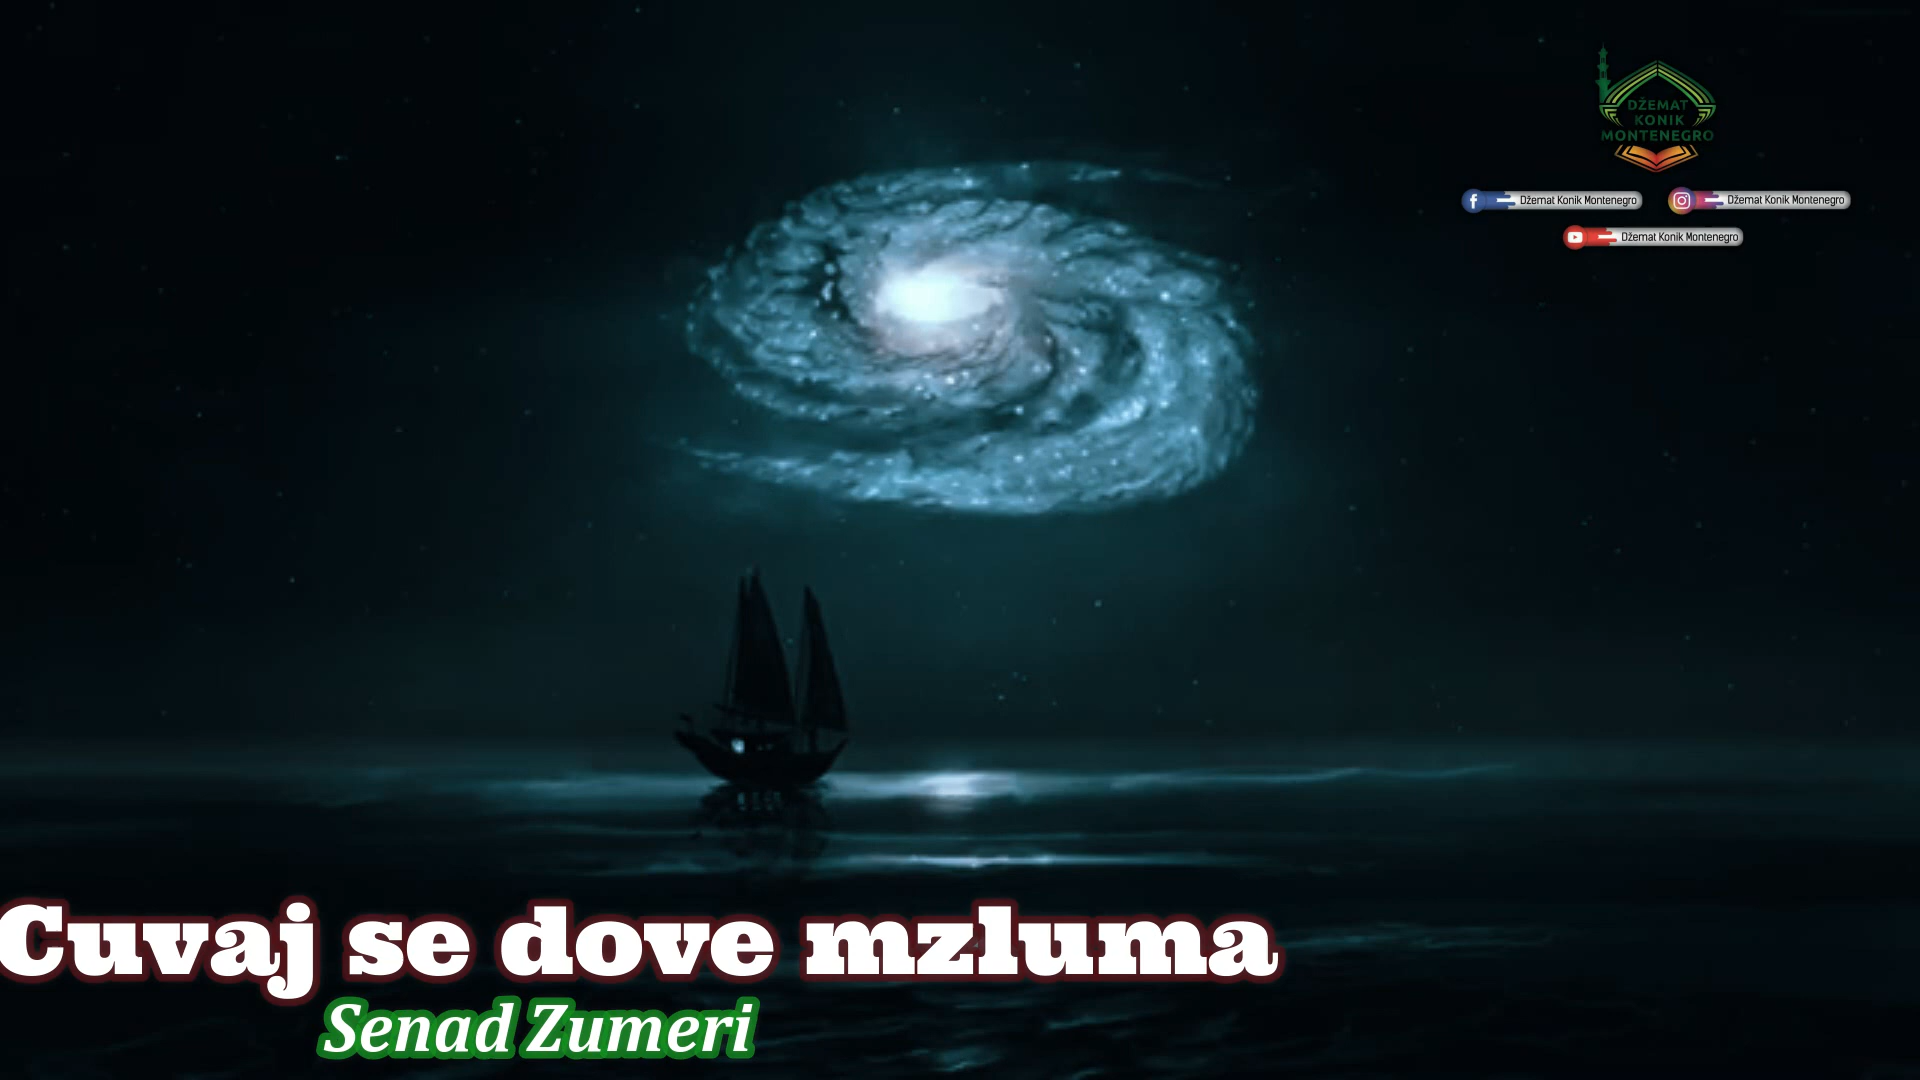 DŽEMAT
KONIK
MONTENEGRO
Džemat Konik Montenegro
Džemat Konik Montenegro
Džemat Konik Montenegro
Cuvaj se dove mzluma
Senad Zumeri